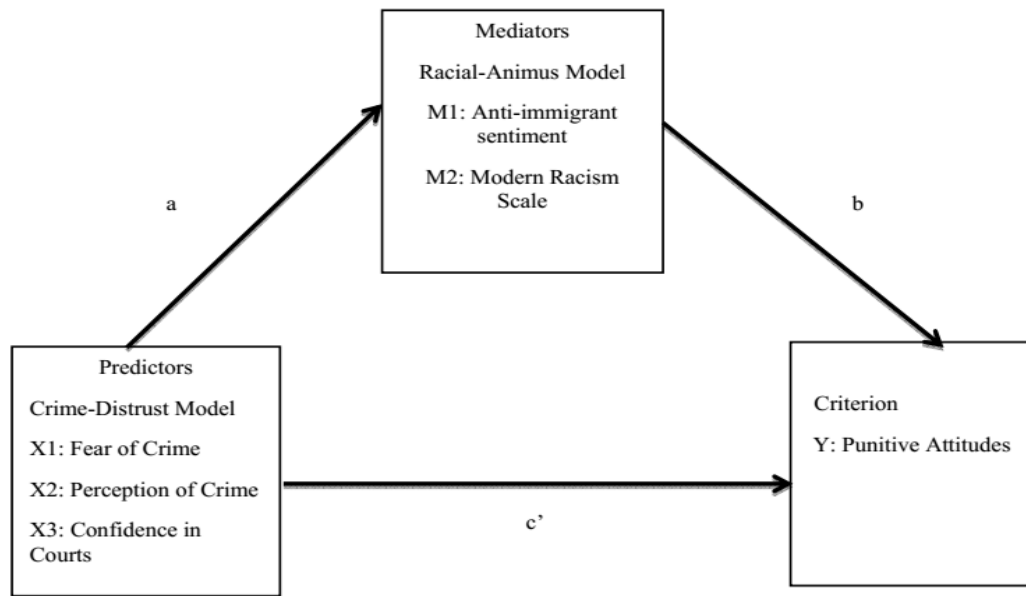 Mediators
Racial-Animus Model
M1: Anti-immigrant
sentiment
M2: Modern Racism
Scale
a
b
Predictors
Crime-Distrust Model
X1: Fear of Crime
X2: Perception of Crime
X3: Confidence in
Courts
Criterion
Y: Punitive Attitudes
c’